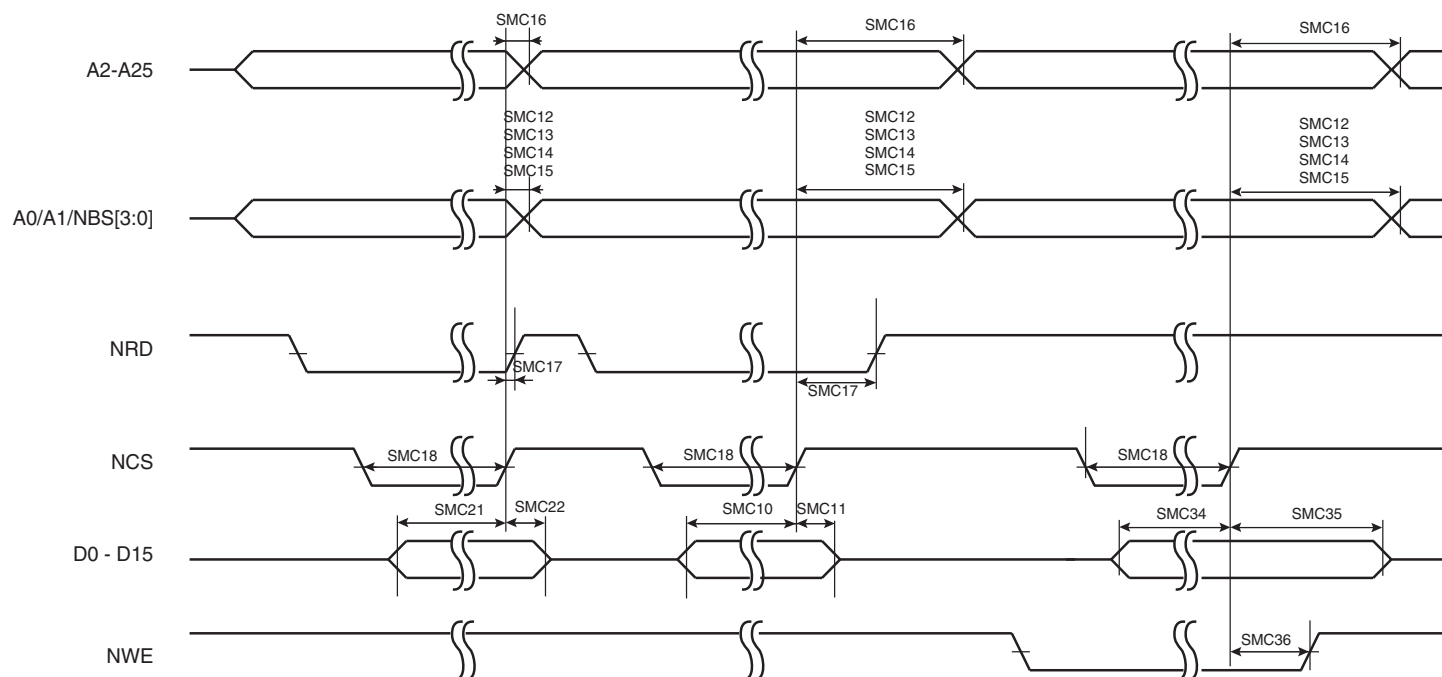 SMC16
SMC16
SMC16
A2-A25
SMC12
SMC13
SMC14
SMC15
SMC12
SMC13
SMC14
SMC15
SMC12
SMC13
SMC14
SMC15
A0/A1/NBS[3:0]
NRD
SMC17
SMC17
NCS
SMC18
SMC18
SMC18
SMC21
SMC22
SMC10
SMC11
SMC34
SMC35
D0 - D15
NWE
SMC36